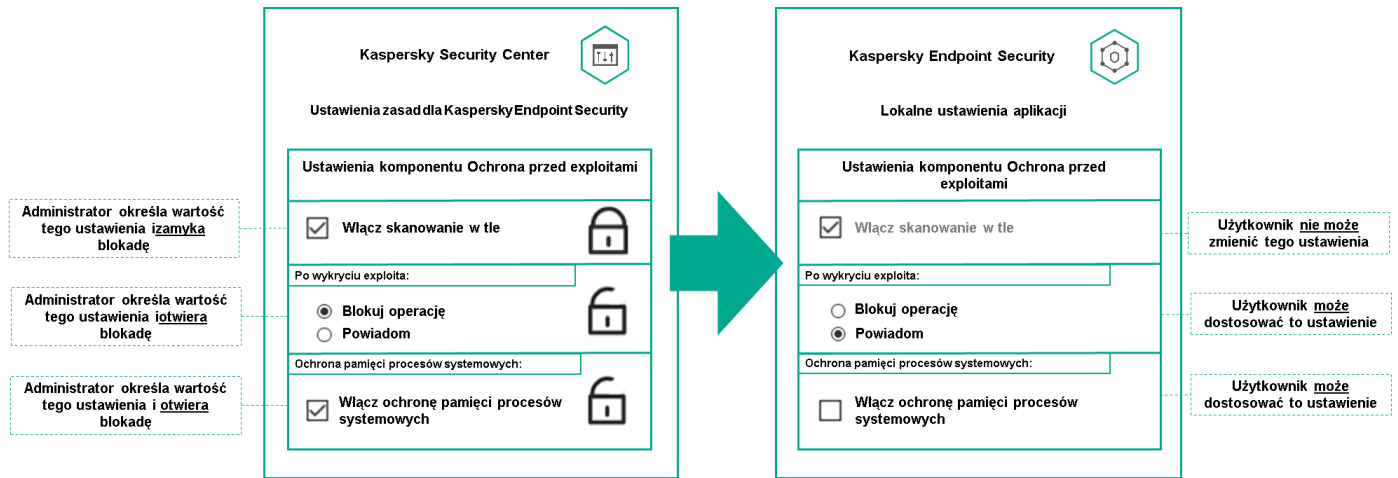 Kaspersky Security Center
Ustawienia zasad dla Kaspersky Endpoint Security
Ustawienia komponentu Ochrona przed exploitami
Administrator określa wartość
tego ustawienia izamyka
blokadę
Włącz skanowanie w tle
Po wykryciu exploita:
Administrator określa wartość
tego ustawienia iotwiera
blokadę
Blokuj operację
Powiadom
Ochrona pamięci procesów systemowych:
Administrator określa wartość
tego ustawienia i otwiera
blokadę
Włącz ochronę pamięci procesów
systemowych
Kaspersky Endpoint Security
Lokalne ustawienia aplikacji
Ustawienia komponentu Ochrona przed
exploitami
Włącz skanowanie w tle
Użytkownik nie może
zmienić tego ustawienia
Po wykryciu exploita:
Blokuj operację
Powiadom
Użytkownik może
dostosować to ustawienie
Ochrona pamięci procesów systemowych:
Włącz ochronę pamięci procesów
systemowych
Użytkownik może
dostosować to ustawienie